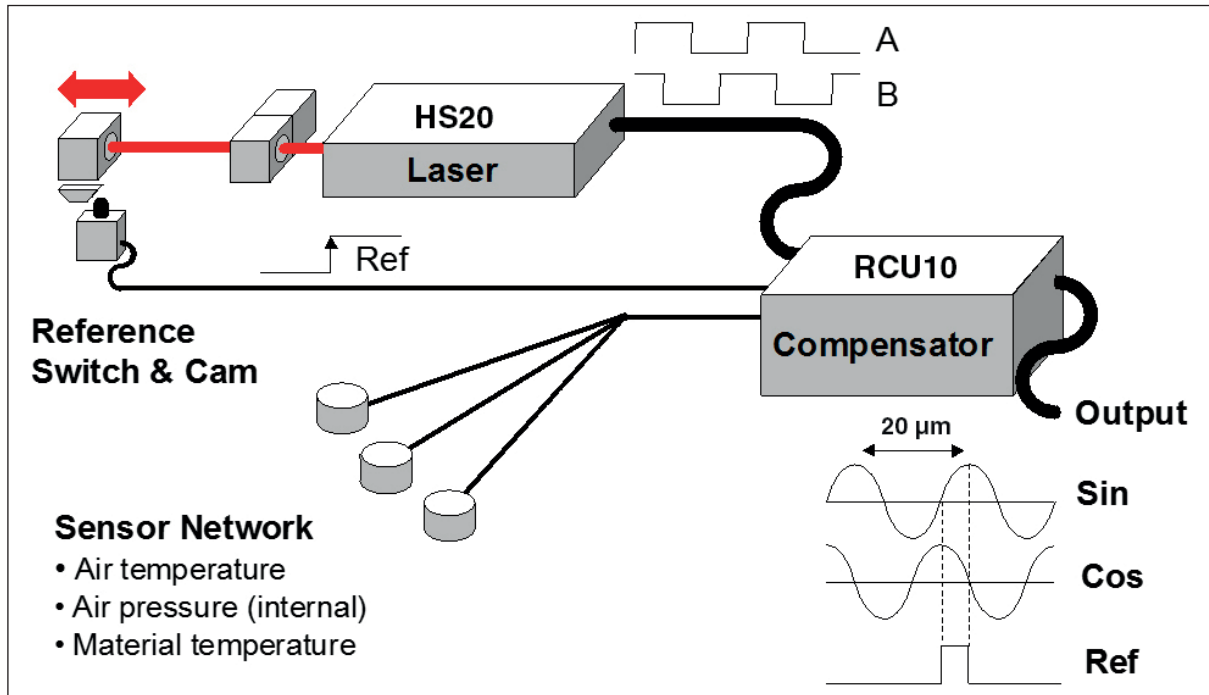 A
B
HS20
Laser
Ref
RCU10
Compensator
Reference
Switch & Cam
Output
20 µm
Sin
Cos
Ref
Sensor Network
• Air temperature
• Air pressure (internal)
• Material temperature